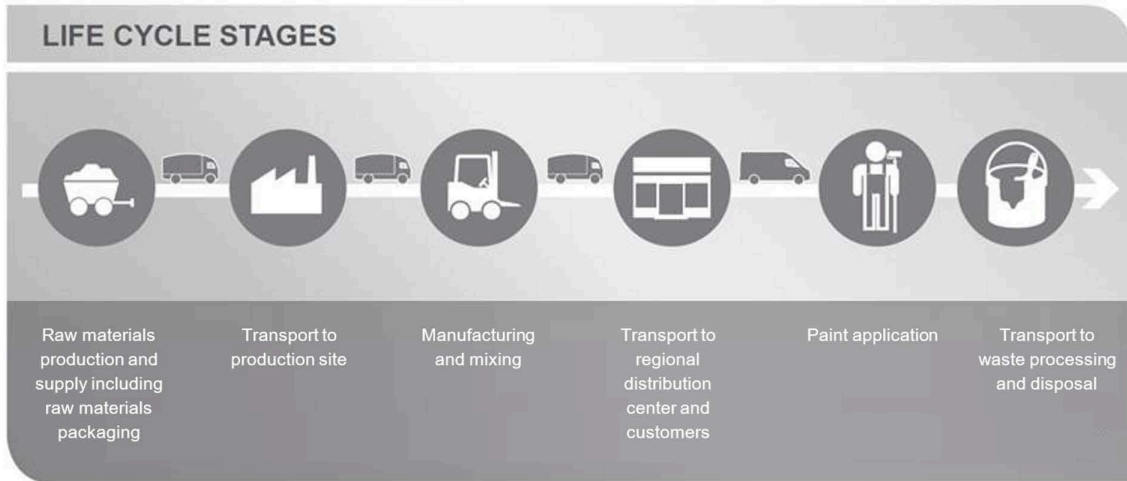 LIFE CYCLE STAGES
Raw materials
production and
supply including
raw materials
packaging
Transport to
production site
Manufacturing
and mixing
Transport to
regional
distribution
center and
customers
Paint application
Transport to
waste processing
and disposal